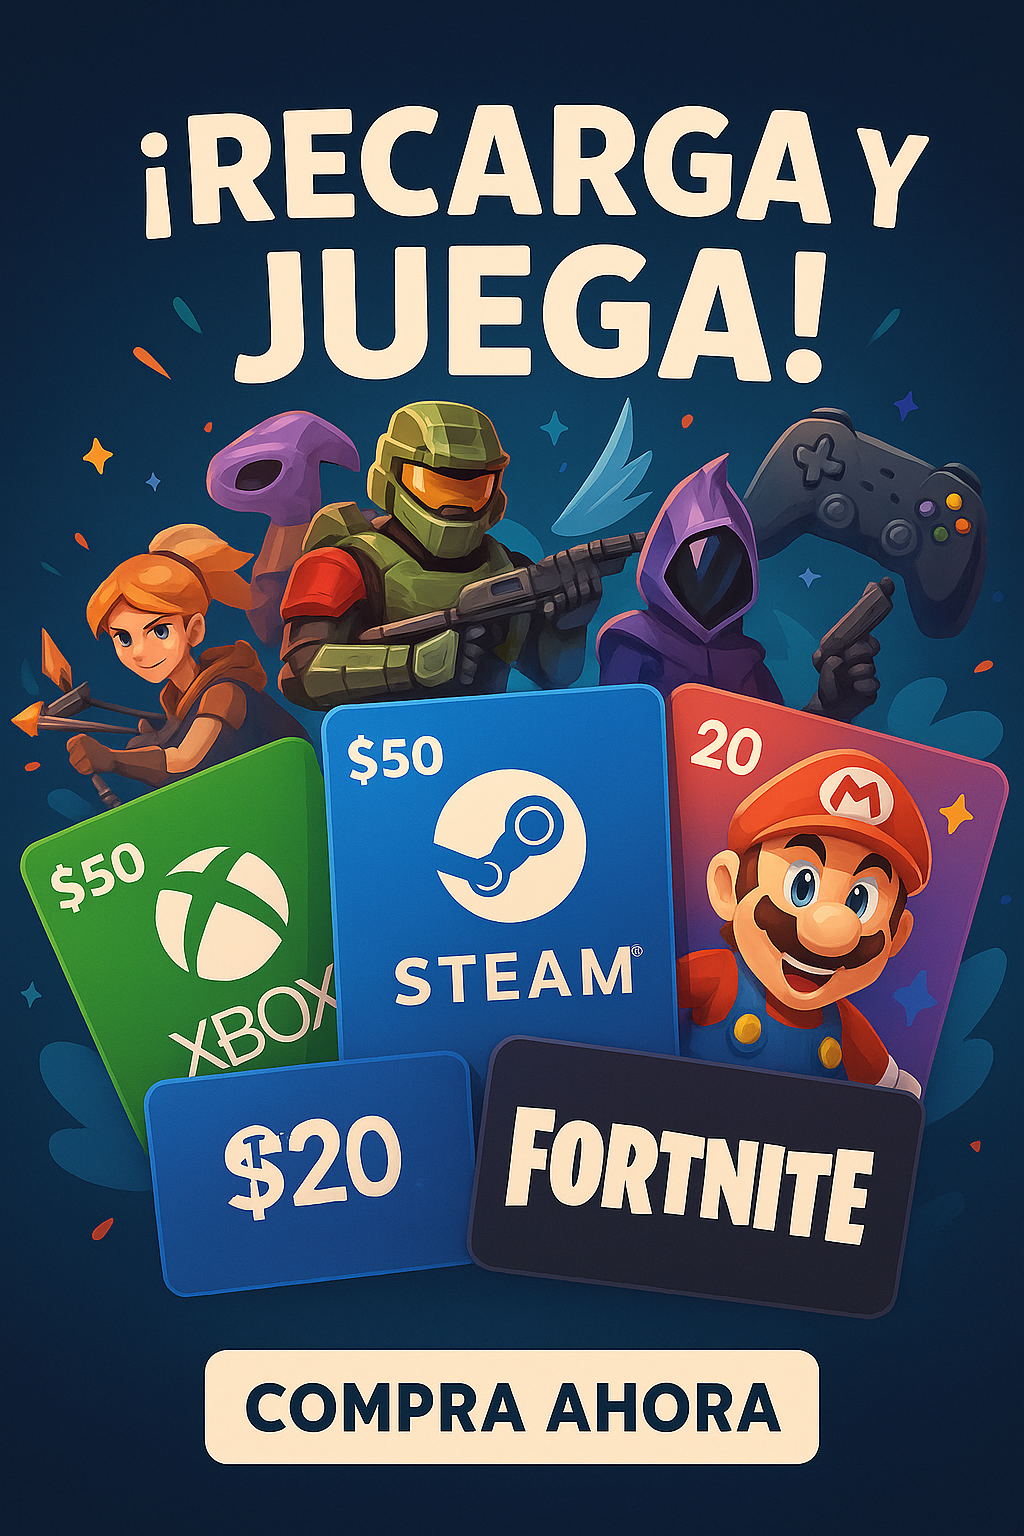 ¡RECARGA Y
JUEGA!
$50
XBOX
$50
STEAM®
20
M
$20
FORTNITE
COMPRA AHORA